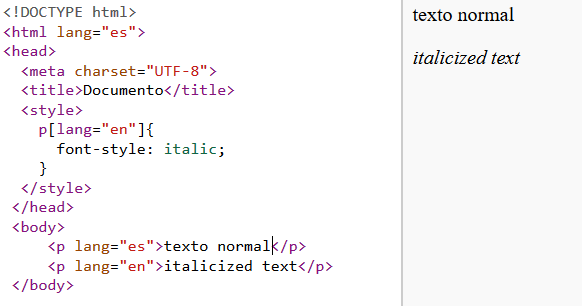 <!DOCTYPE html>
<html lang="es">
<head>
<meta charset="UTF-8">
<title>Documento</title>
<style>
p[lang="en"]{
font-style: italic;
}
</style>
</head>
<body>
<p lang="es">texto normal</p>
<p lang="en">italicized text</p>
</body>
texto normal
italicized text